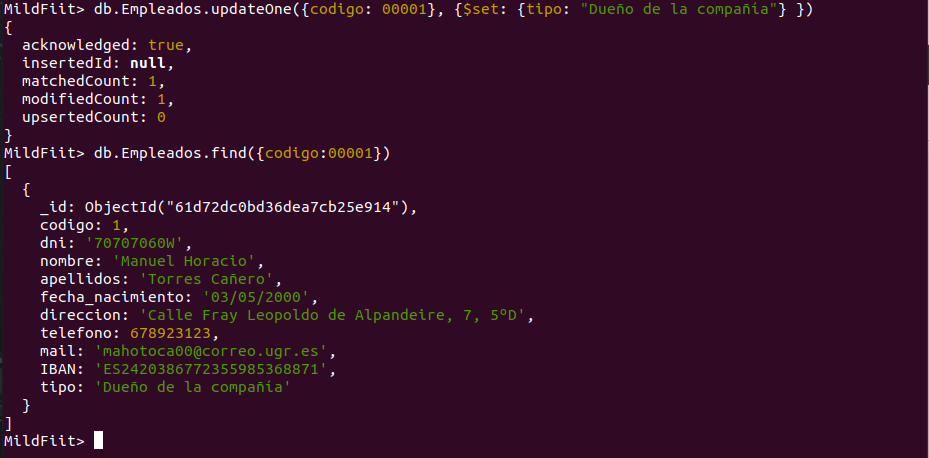 MildFiit> db.Empleados.updateOne({codigo: 00001}, {$set: {tipo: "Dueño de la compañía"} })
{
  acknowledged: true,
  insertedId: null,
  matchedCount: 1,
  modifiedCount: 1,
  upsertedCount: 0
}
MildFiit> db.Empleados.find({codigo:00001})
[
  {
    _id: ObjectId("61d72dc0bd36dea7cb25e914"),
    codigo: 1,
    dni: '70707060W',
    nombre: 'Manuel Horacio',
    apellidos: 'Torres Cañero',
    fecha_nacimiento: '03/05/2000',
    direccion: 'Calle Fray Leopoldo de Alpandeire, 7, 5ºD',
    telefono: 678923123,
    mail: 'mahotoca00@correo.ugr.es',
    IBAN: 'ES2420386772355985368871',
    tipo: 'Dueño de la compañía'
  }
]
MildFiit>